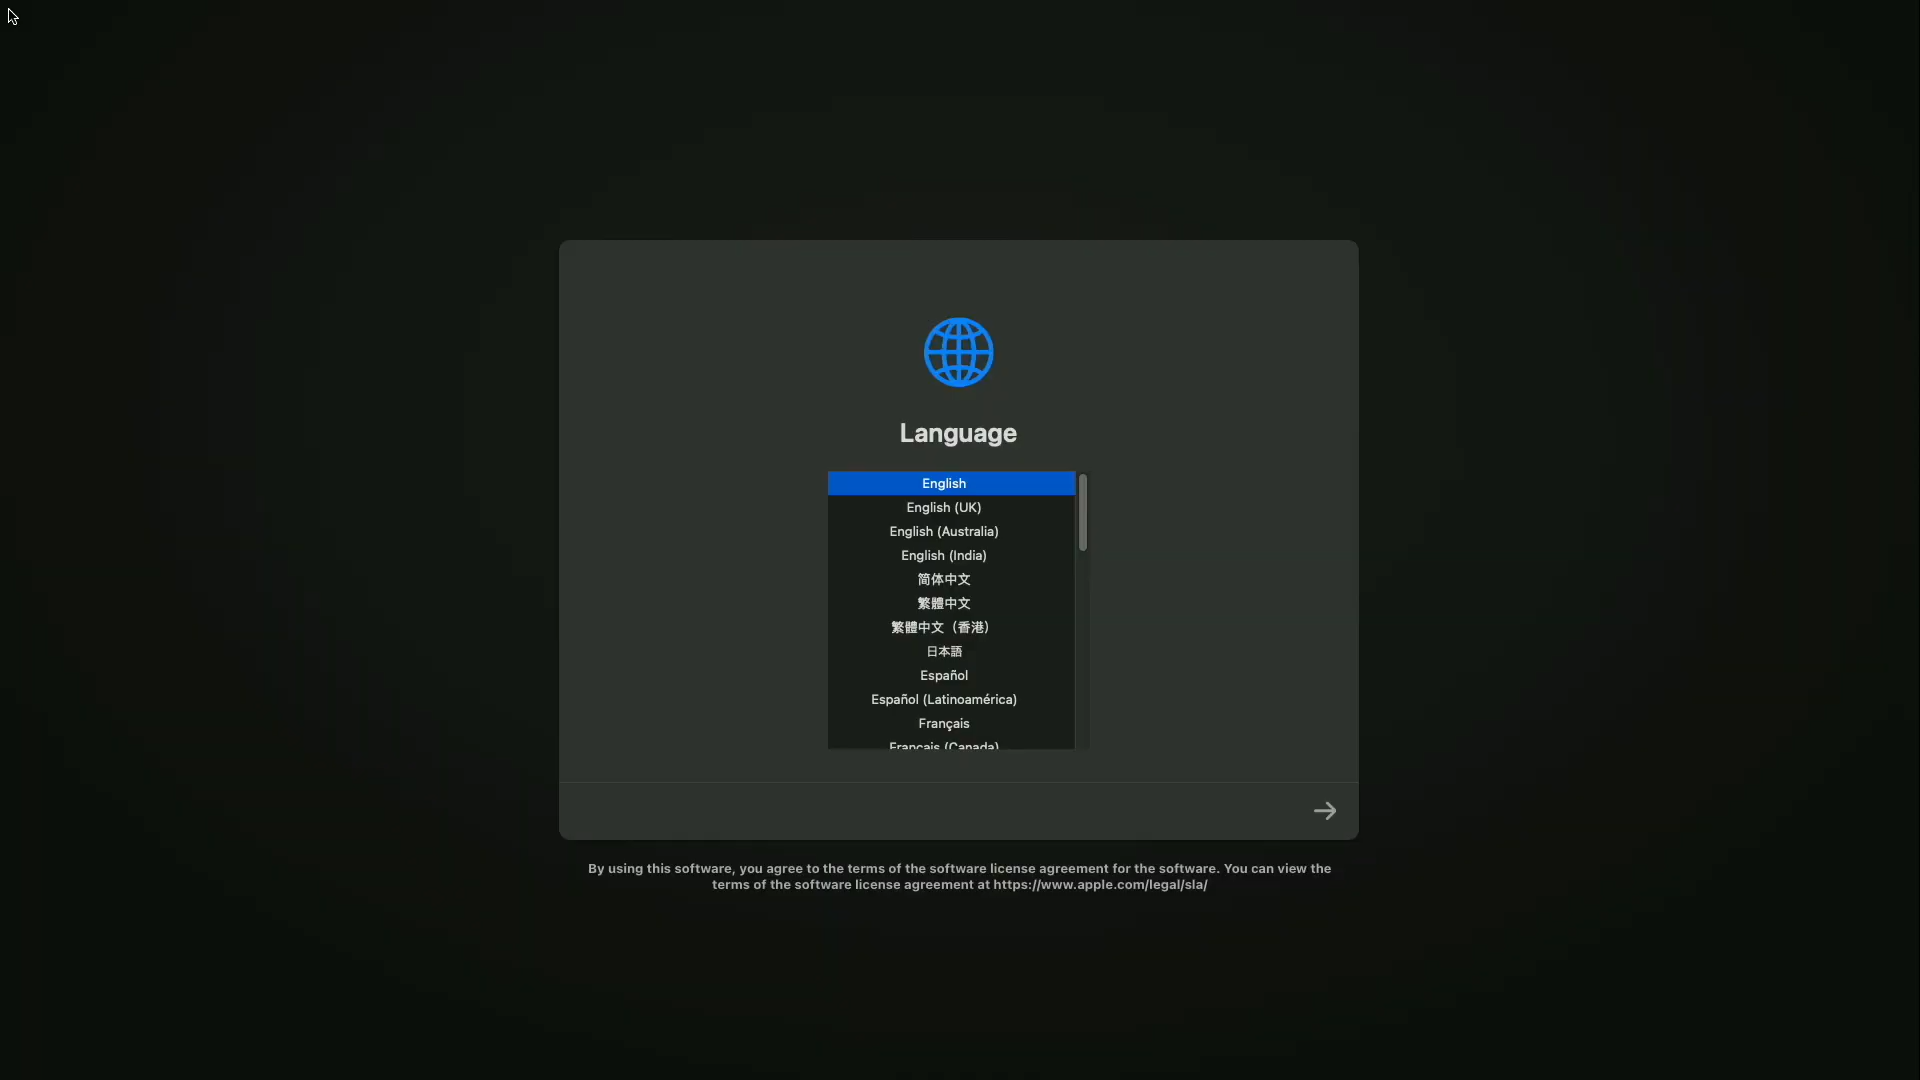 Language
English
English (UK)
English (Australia)
English (India)
简体中文
繁體中文
繁體中文（香港）
日本語
Español
Español (Latinoamérica)
Français
Français (Canada)
By using this software, you agree to the terms of the software license agreement for the software. You can view the
terms of the software license agreement at https://www.apple.com/legal/sla/